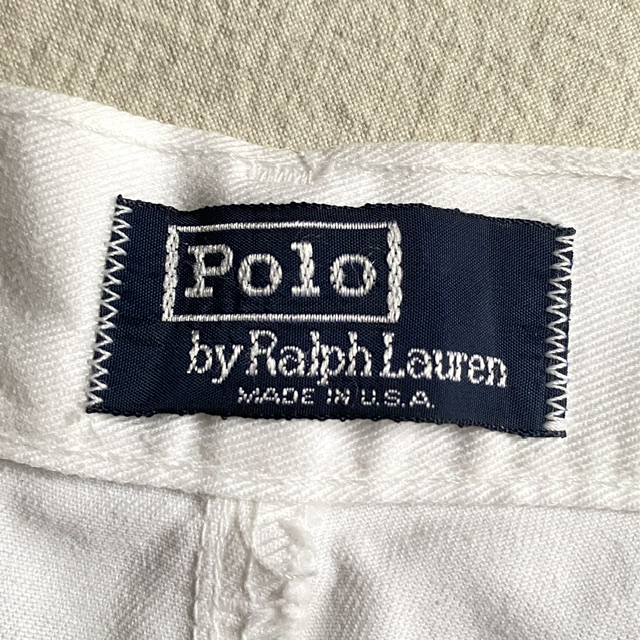 Polo
by Ralph Lauren
MADE IN U.S.A.